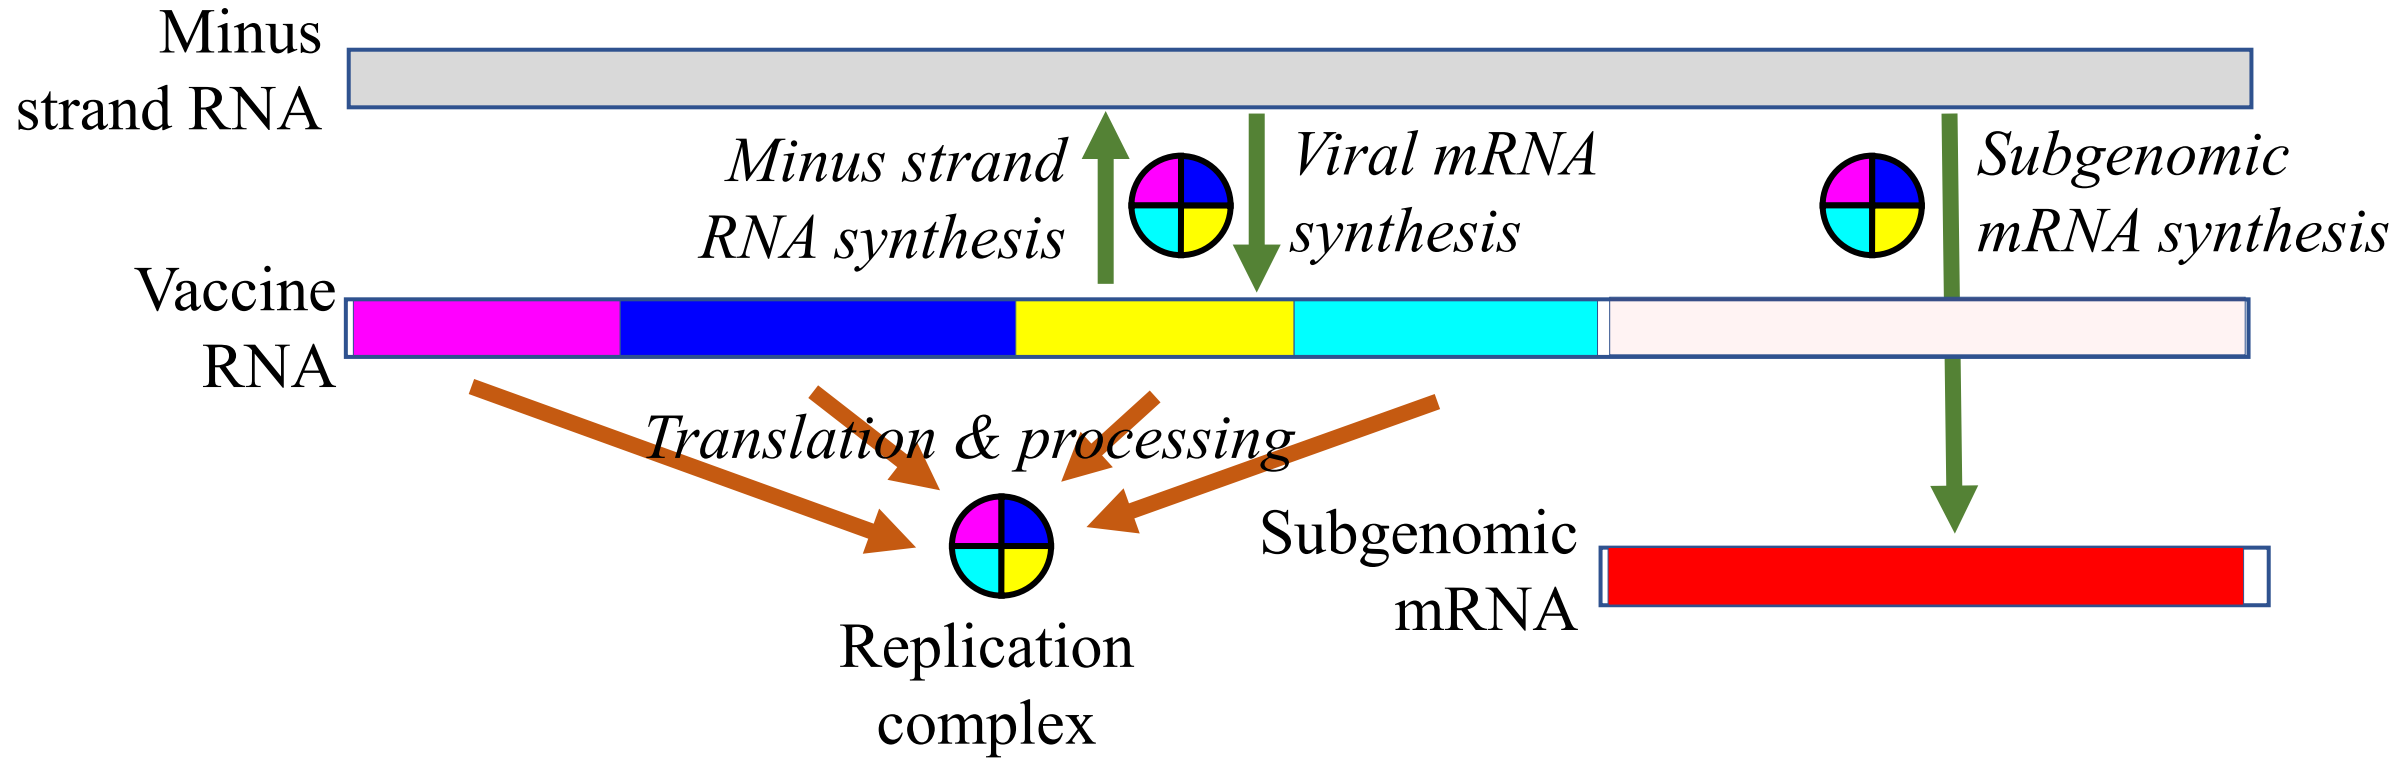 Minus
strand RNA
Minus strand
RNA synthesis
Viral mRNA
synthesis
Subgenomic
mRNA synthesis
Vaccine
RNA
Translation & processing
Replication
complex
Subgenomic
mRNA